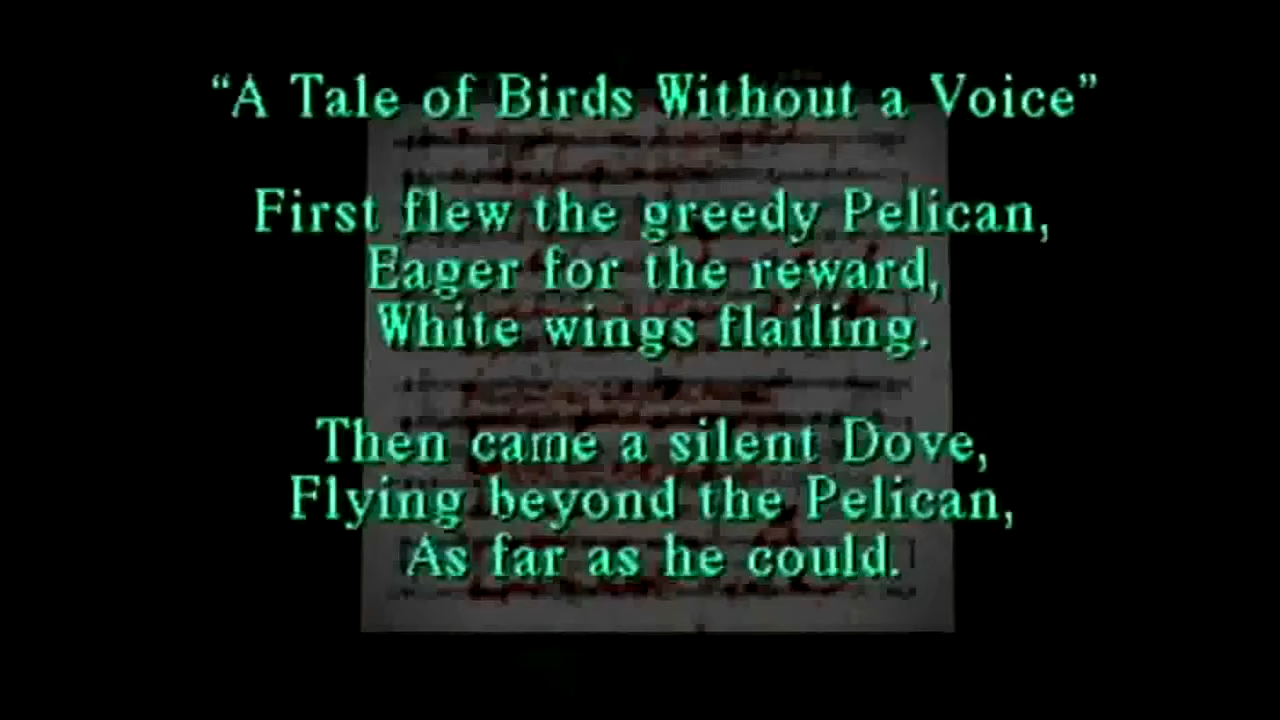 “A Tale of Birds Without a Voice”
First flew the greedy Pelican,
Eager for the reward,
White wings flailing.
Then came a silent Dove,
Flying beyond the Pelican,
As far as he could.